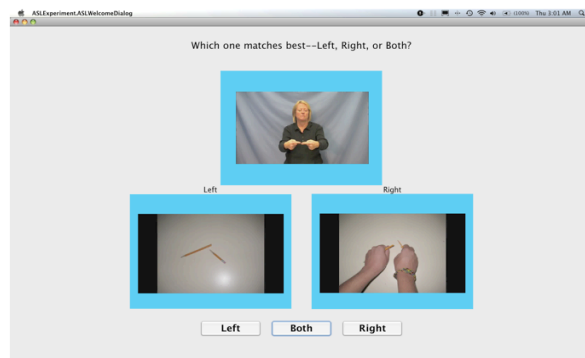 ASLExperiment.ASLWelcomeDialog (100%) Thu 3:01 AM
Which one matches best--Left, Right, or Both?
Left Right
Left Both Right